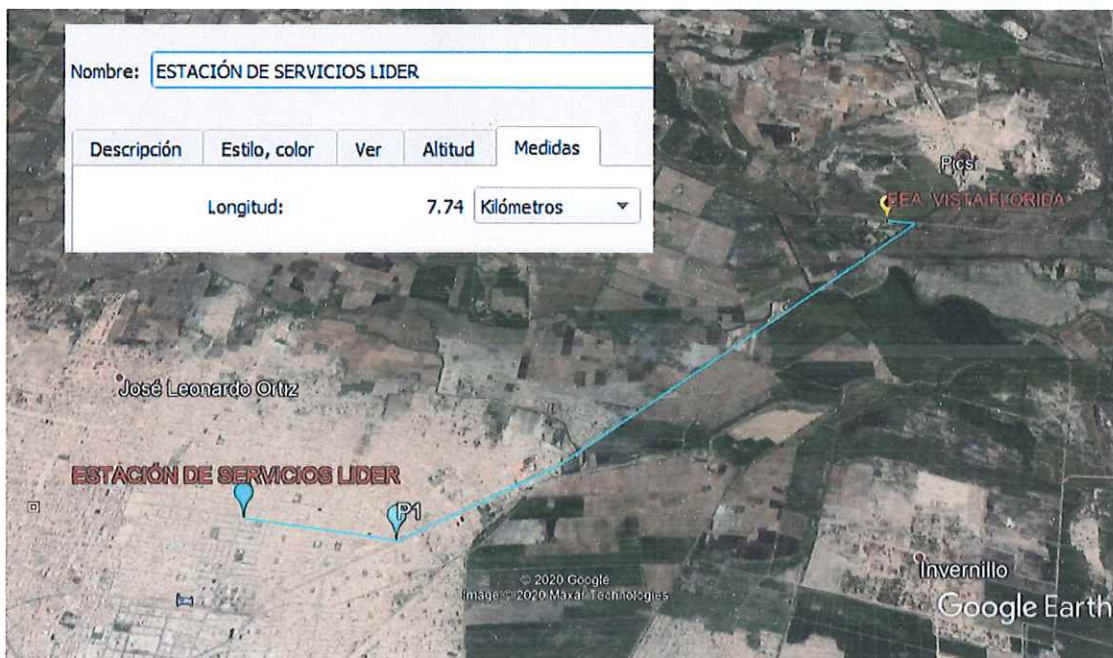 Nombre: ESTACIÓN DE SERVICIOS LIDER
Descripción Estilo, color Ver Altitud Medidas
Longitud: 7.74 Kilómetros
Picsi
EEA. VISTA FLORIDA
José Leonardo Ortiz
ESTACIÓN DE SERVICIOS LIDER
P1
Invernillo
© 2020 Google
Image © 2020 Maxar Technologies
Google Earth